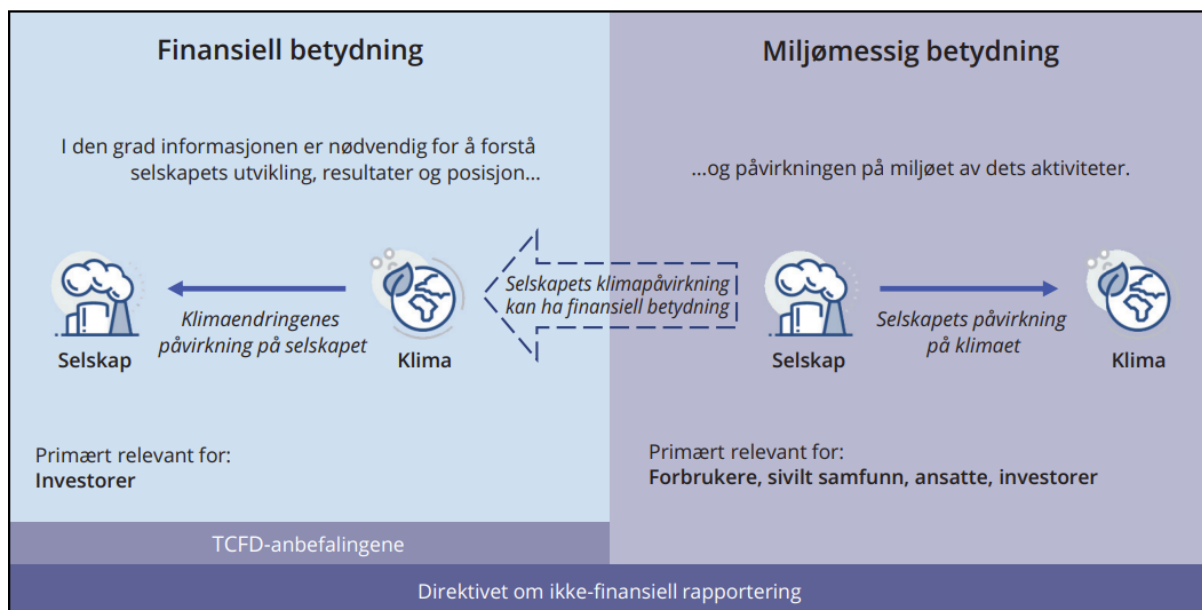 Finansiell betydning
I den grad informasjonen er nødvendig for å forstå
selskapets utvikling, resultater og posisjon...
Selskap
Klimaendringenes
påvirkning på selskapet
Klima
Primært relevant for:
Investorer
TCFD-anbefalingene
Selskapets klimapåvirkning
kan ha finansiell betydning
Miljømessig betydning
...og påvirkningen på miljøet av dets aktiviteter.
Selskap
Selskapets påvirkning
på klimaet
Klima
Primært relevant for:
Forbrukere, sivilt samfunn, ansatte, investorer
Direktivet om ikke-finansiell rapportering